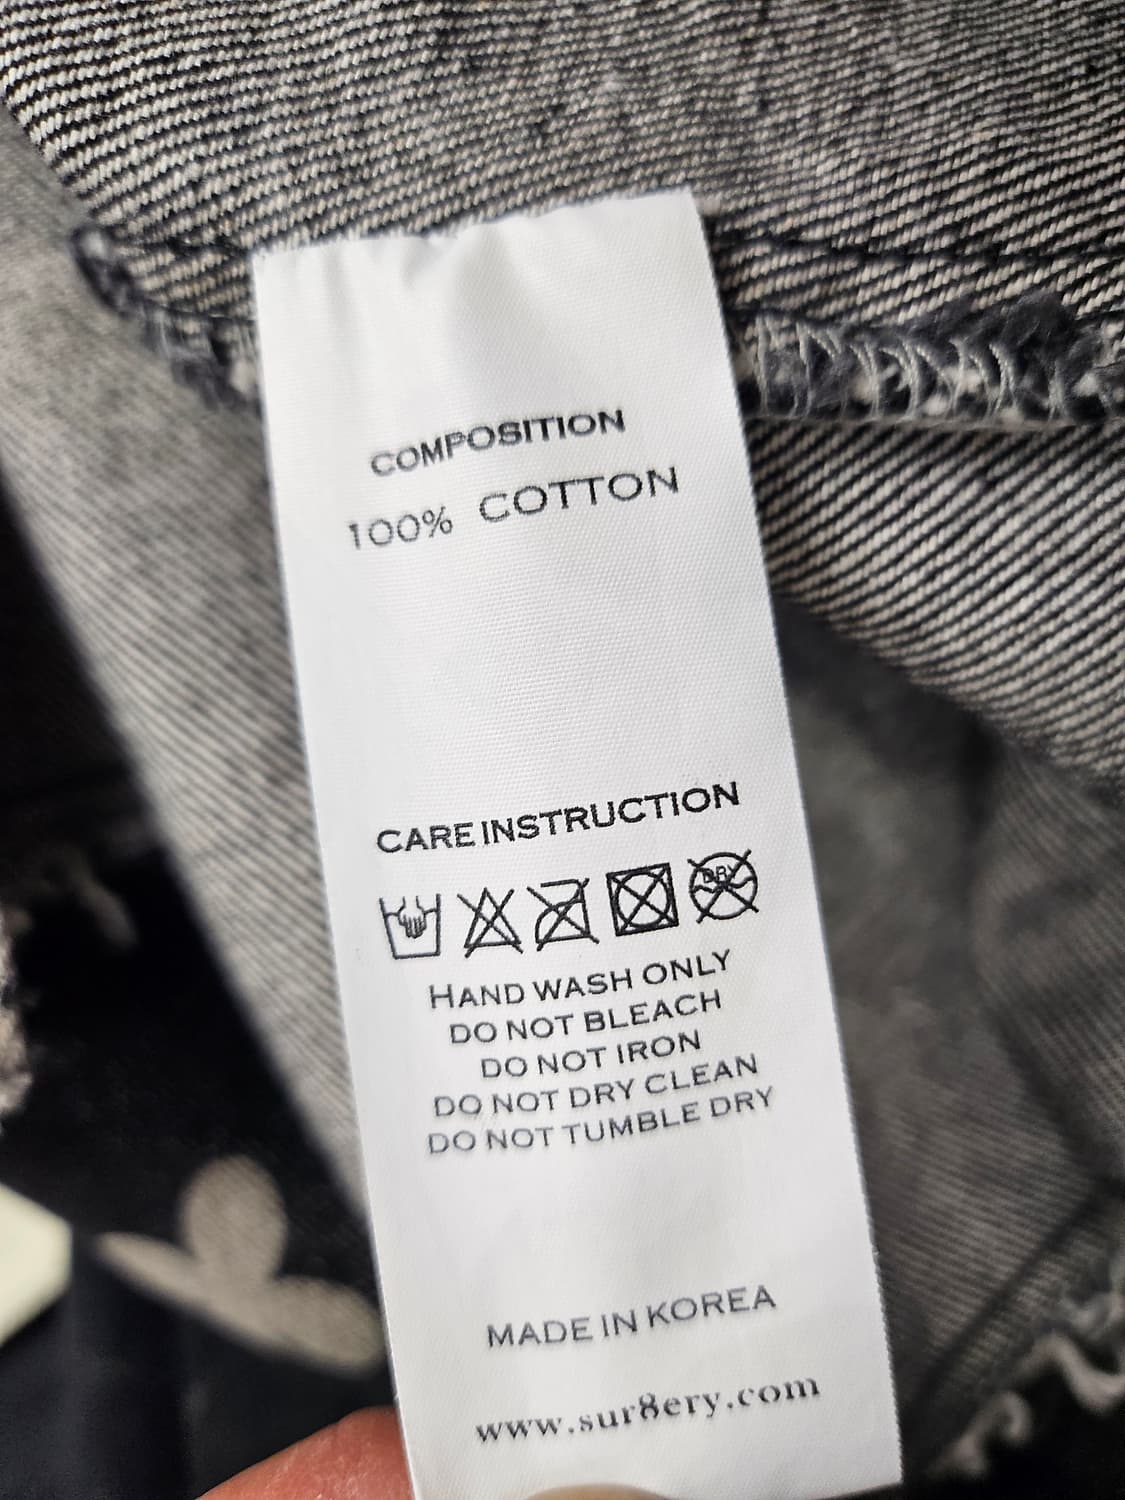 COMPOSITION
100% COTTON
CARE INSTRUCTION
DRY
HAND WASH ONLY
DO NOT BLEACH
DO NOT IRON
DO NOT DRY CLEAN
DO NOT TUMBLE DRY
MADE IN KOREA
www.sur8ery.com